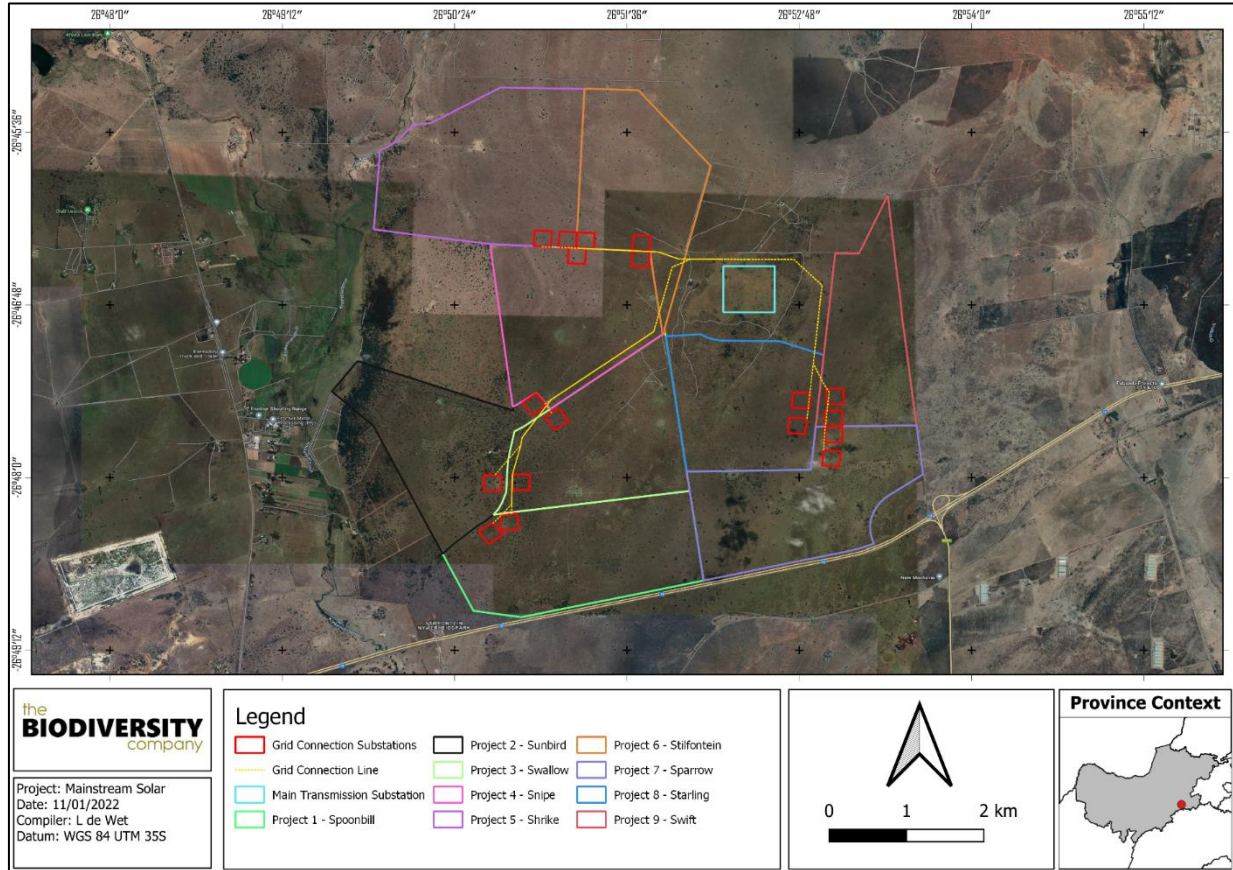 26°48'0"
26°49'12"
26°50'24"
26°51'36"
26°52'48"
26°54'0"
26°55'12"
-26°45'36"
-26°46'48"
-26°48'0"
-26°49'12"
the
BIODIVERSITY
company
Project: Mainstream Solar
Date: 11/01/2022
Compiler: L de Wet
Datum: WGS 84 UTM 35S
Legend
Grid Connection Substations
Grid Connection Line
Main Transmission Substation
Project 1 - Spoonbill
Project 2 - Sunbird
Project 3 - Swallow
Project 4 - Snipe
Project 5 - Shrike
Project 6 - Stilfontein
Project 7 - Sparrow
Project 8 - Starling
Project 9 - Swift
0 1 2 km
Province Context